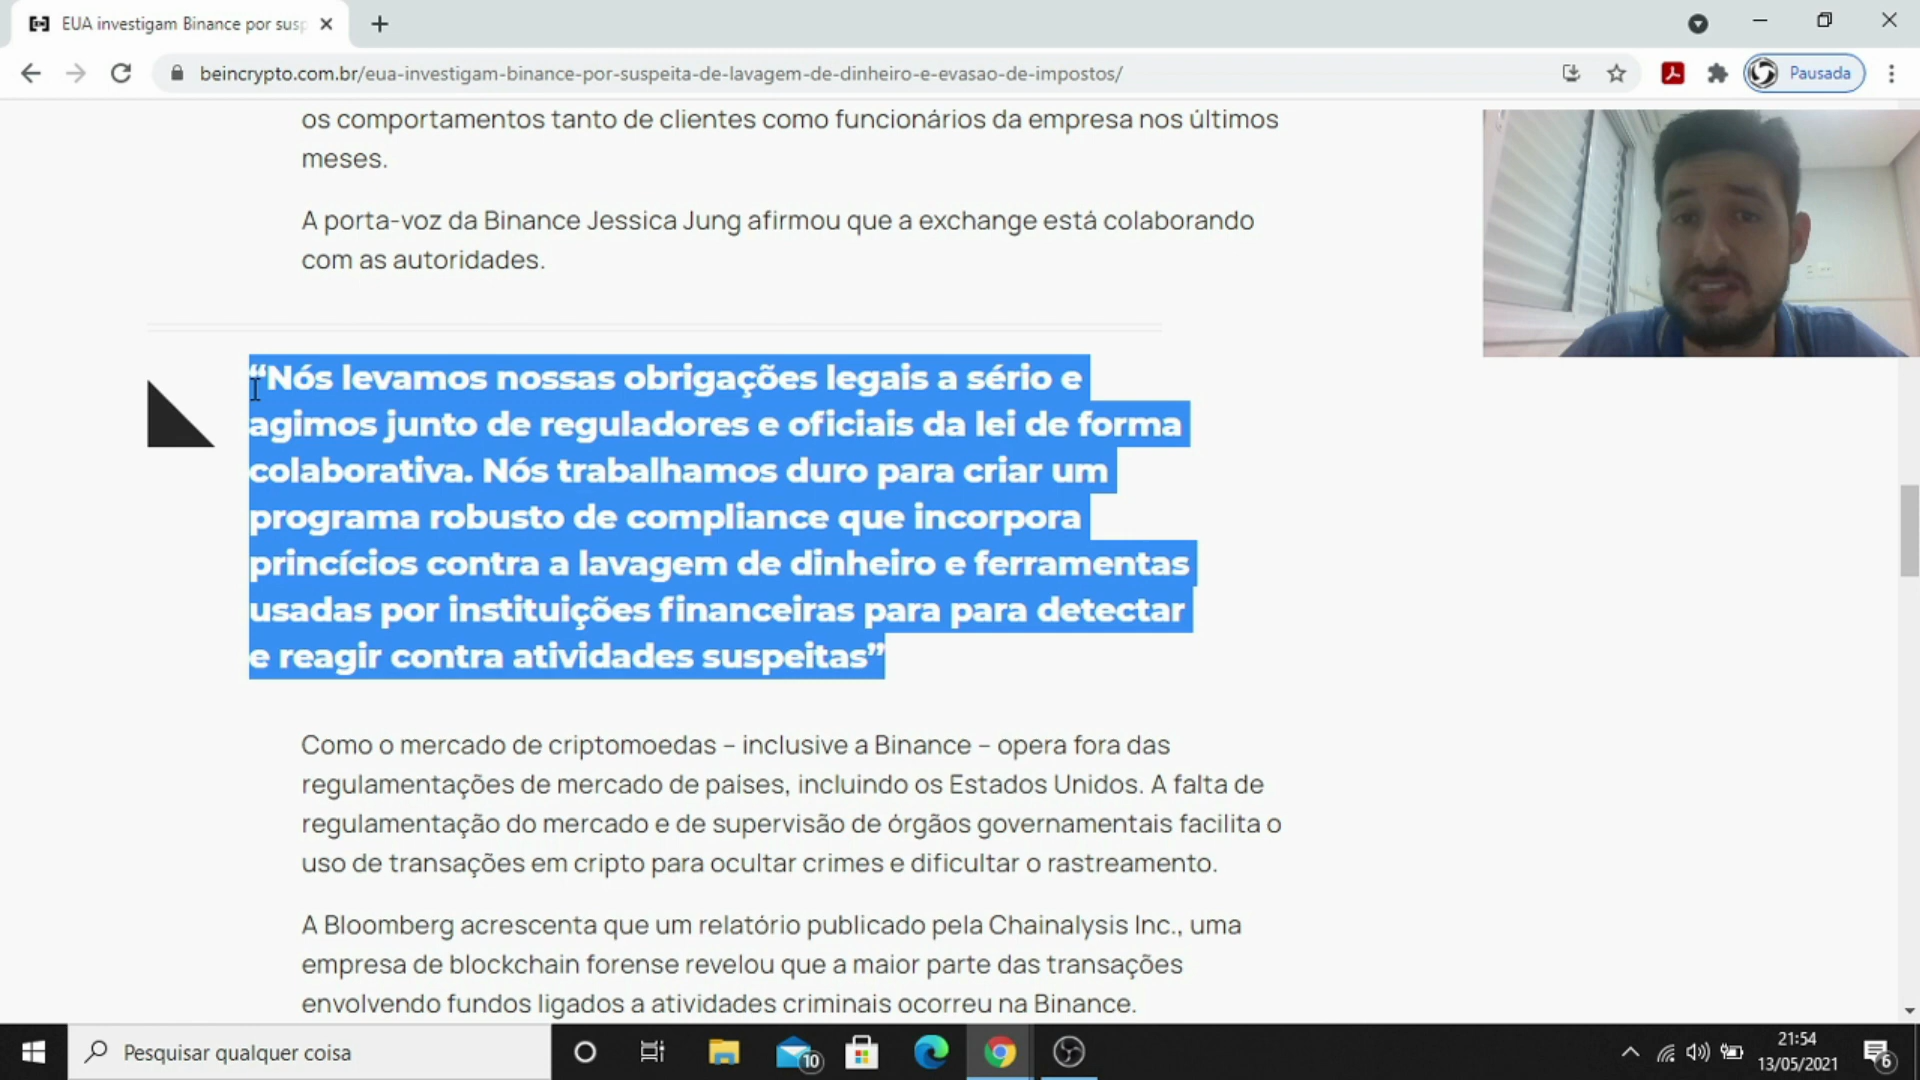 EUA investigam Binance por susp
beincrypto.com.br/eua-investigam-binance-por-suspeita-de-lavagem-de-dinheiro-e-evasao-de-impostos/
Pausada
os comportamentos tanto de clientes como funcionários da empresa nos últimos
meses.
A porta-voz da Binance Jessica Jung afirmou que a exchange está colaborando
com as autoridades.
“Nós levamos nossas obrigações legais a sério e
agimos junto de reguladores e oficiais da lei de forma
colaborativa. Nós trabalhamos duro para criar um
programa robusto de compliance que incorpora
princícios contra a lavagem de dinheiro e ferramentas
usadas por instituições financeiras para para detectar
e reagir contra atividades suspeitas”
Como o mercado de criptomoedas – inclusive a Binance – opera fora das
regulamentações de mercado de paises, incluindo os Estados Unidos. A falta de
regulamentação do mercado e de supervisão de órgãos governamentais facilita o
uso de transações em cripto para ocultar crimes e dificultar o rastreamento.
A Bloomberg acrescenta que um relatório publicado pela Chainalysis Inc., uma
empresa de blockchain forense revelou que a maior parte das transações
envolvendo fundos ligados a atividades criminais ocorreu na Binance.
Pesquisar qualquer coisa
10
21:54
13/05/2021
6